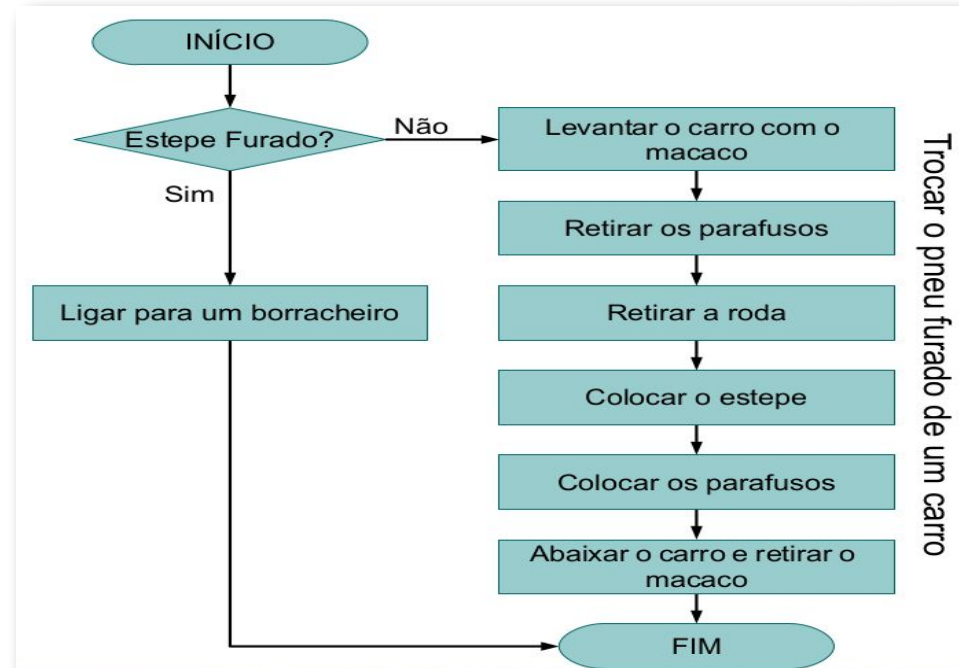 INÍCIO
Estepe Furado?
Não
Sim
Ligar para um borracheiro
Levantar o carro com o
macaco
Retirar os parafusos
Retirar a roda
Colocar o estepe
Colocar os parafusos
Abaixar o carro e retirar o
macaco
FIM
Trocar o pneu furado de um carro